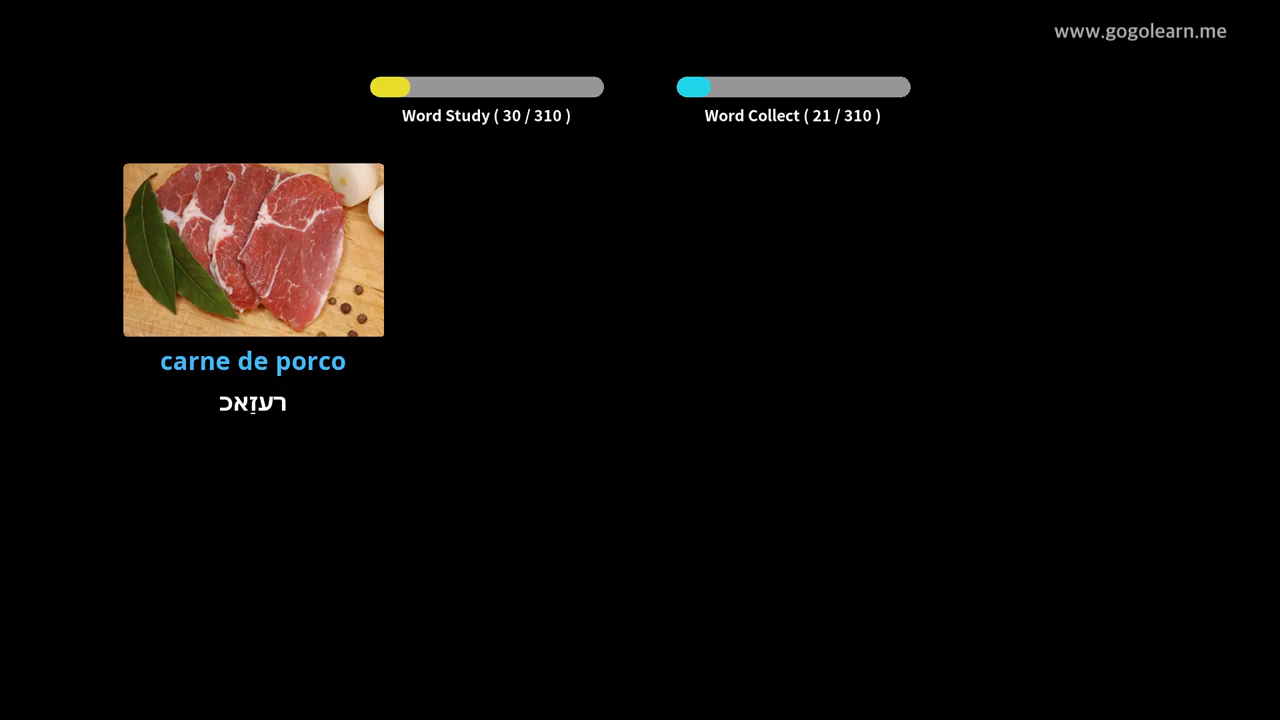 www.gogolearn.me
Word Study ( 30 / 310 )
Word Collect ( 21 / 310 )
carne de porco
רעזַאכ